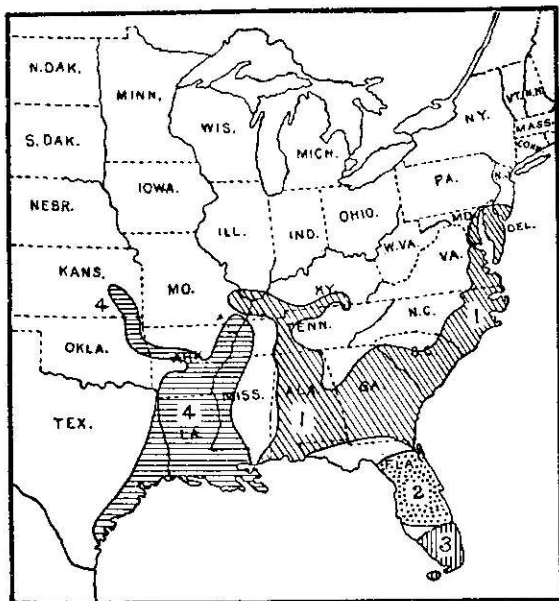 N. DAK.
MINN.
WIS.
MICH.
N.Y.
VT.
N.H.
MASS.
CONN.
S. DAK.
IOWA.
NEBR.
ILL.
IND.
OHIO.
PA.
N.J.
MD.
DEL.
W.VA.
VA.
KANS.
4
MO.
KY.
TENN.
N.C.
1
S.C.
OKLA.
ARK.
MISS.
ALA.
GA.
1
TEX.
4
LA.
FLA.
2
3